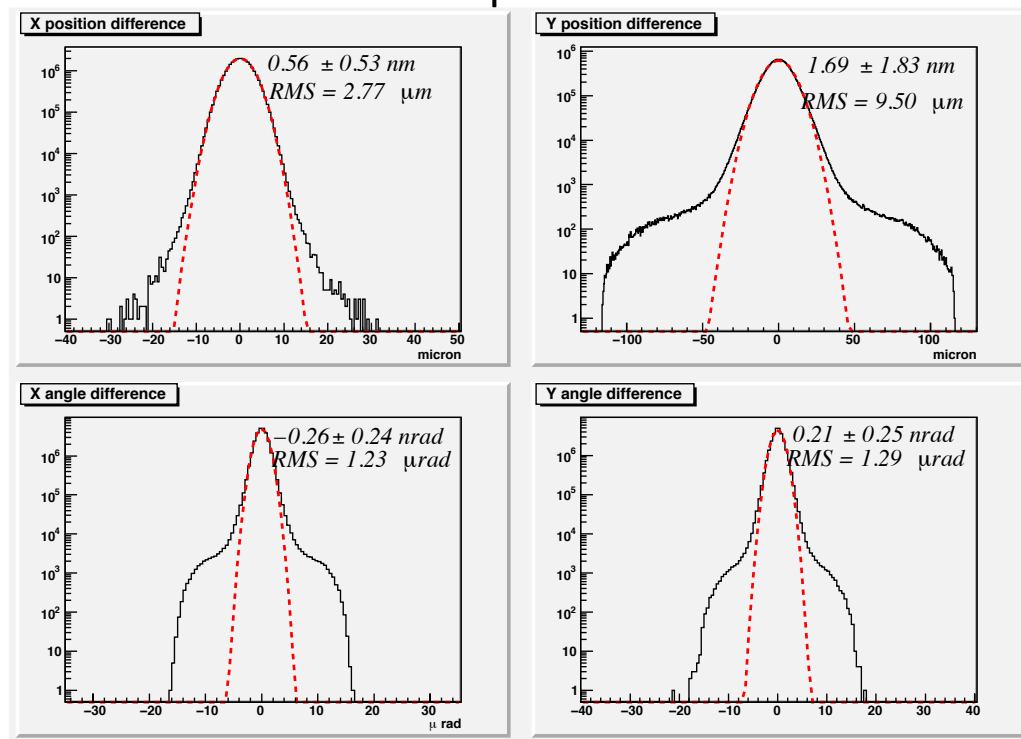 X position difference
0.56 ± 0.53 nm
RMS = 2.77 μm
10⁶
10⁵
10⁴
10³
10²
10
1
−40 −30 −20 −10 0 10 20 30 40 50
micron
Y position difference
1.69 ± 1.83 nm
RMS = 9.50 μm
10⁶
10⁵
10⁴
10³
10²
10
1
−100 −50 0 50 100
micron
X angle difference
−0.26 ± 0.24 nrad
RMS = 1.23 μrad
10⁶
10⁵
10⁴
10³
10²
10
1
−30 −20 −10 0 10 20 30
μ rad
Y angle difference
0.21 ± 0.25 nrad
RMS = 1.29 μrad
10⁶
10⁵
10⁴
10³
10²
10
1
−40 −30 −20 −10 0 10 20 30 40